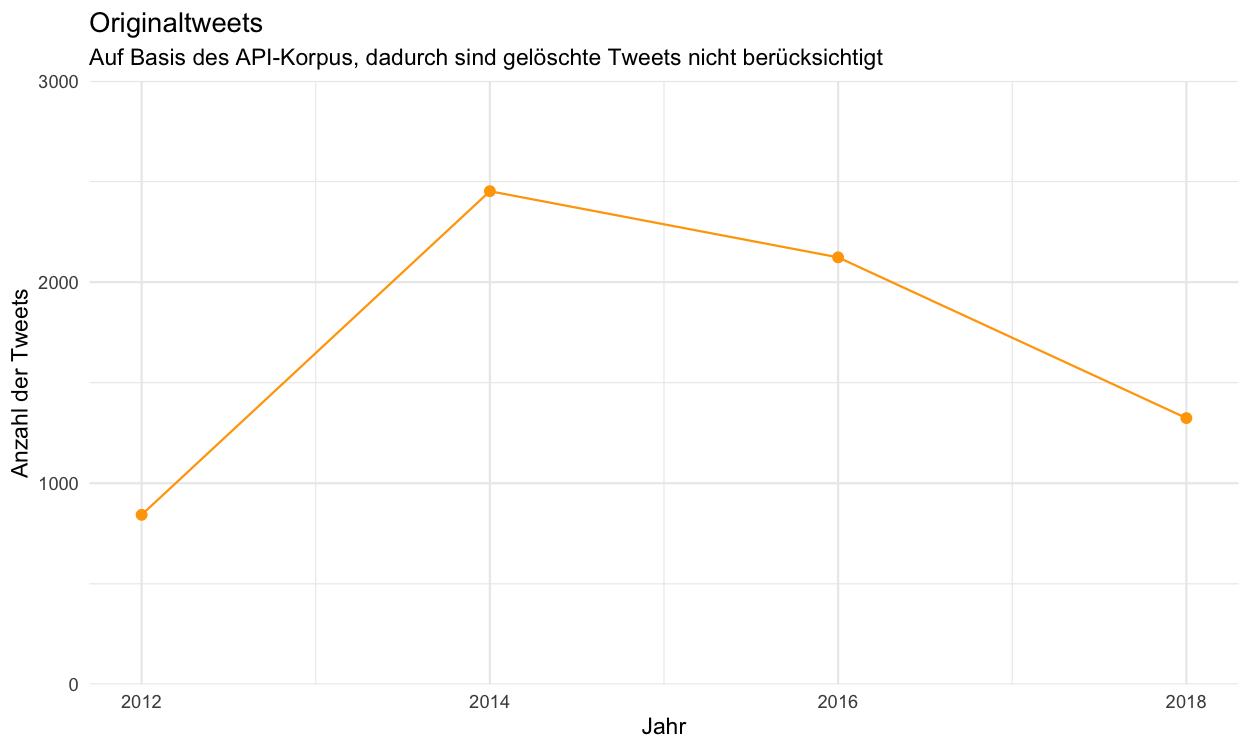 Originaltweets
Auf Basis des API-Korpus, dadurch sind gelöschte Tweets nicht berücksichtigt
3000
2000
1000
0
Anzahl der Tweets
2012 2014 2016 2018
Jahr